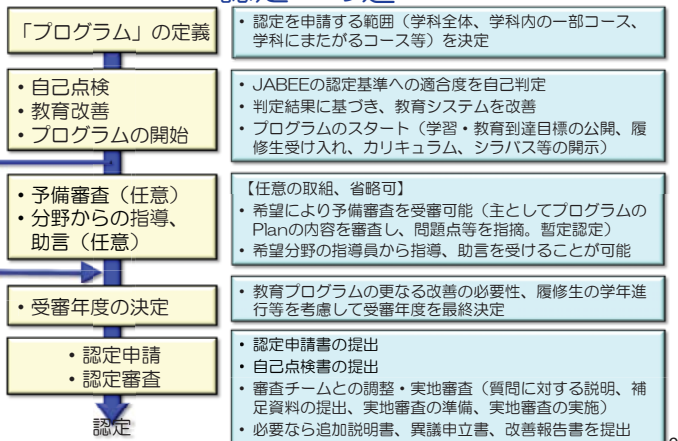 「プログラム」の定義
・認定を申請する範囲（学科全体、学科内の一部コース、
学科にまたがるコース等）を決定
・自己点検
・教育改善
・プログラムの開始
・JABEEの認定基準への適合度を自己判定
・判定結果に基づき、教育システムを改善
・プログラムのスタート（学習・教育到達目標の公開、履
修生受け入れ、カリキュラム、シラバス等の開示）
・予備審査（任意）
・分野からの指導、
助言（任意）
【任意の取組、省略可】
・希望により予備審査を受審可能（主としてプログラムの
Planの内容を審査し、問題点等を指摘。暫定認定）
・希望分野の指導員から指導、助言を受けることが可能
・受審年度の決定
・教育プログラムの更なる改善の必要性、履修生の学年進
行等を考慮して受審年度を最終決定
・認定申請
・認定審査
・認定申請書の提出
・自己点検書の提出
・審査チームとの調整・実地審査（質問に対する説明、補
足資料の提出、実地審査の準備、実地審査の実施）
・必要なら追加説明書、異議申立書、改善報告書を提出
認定